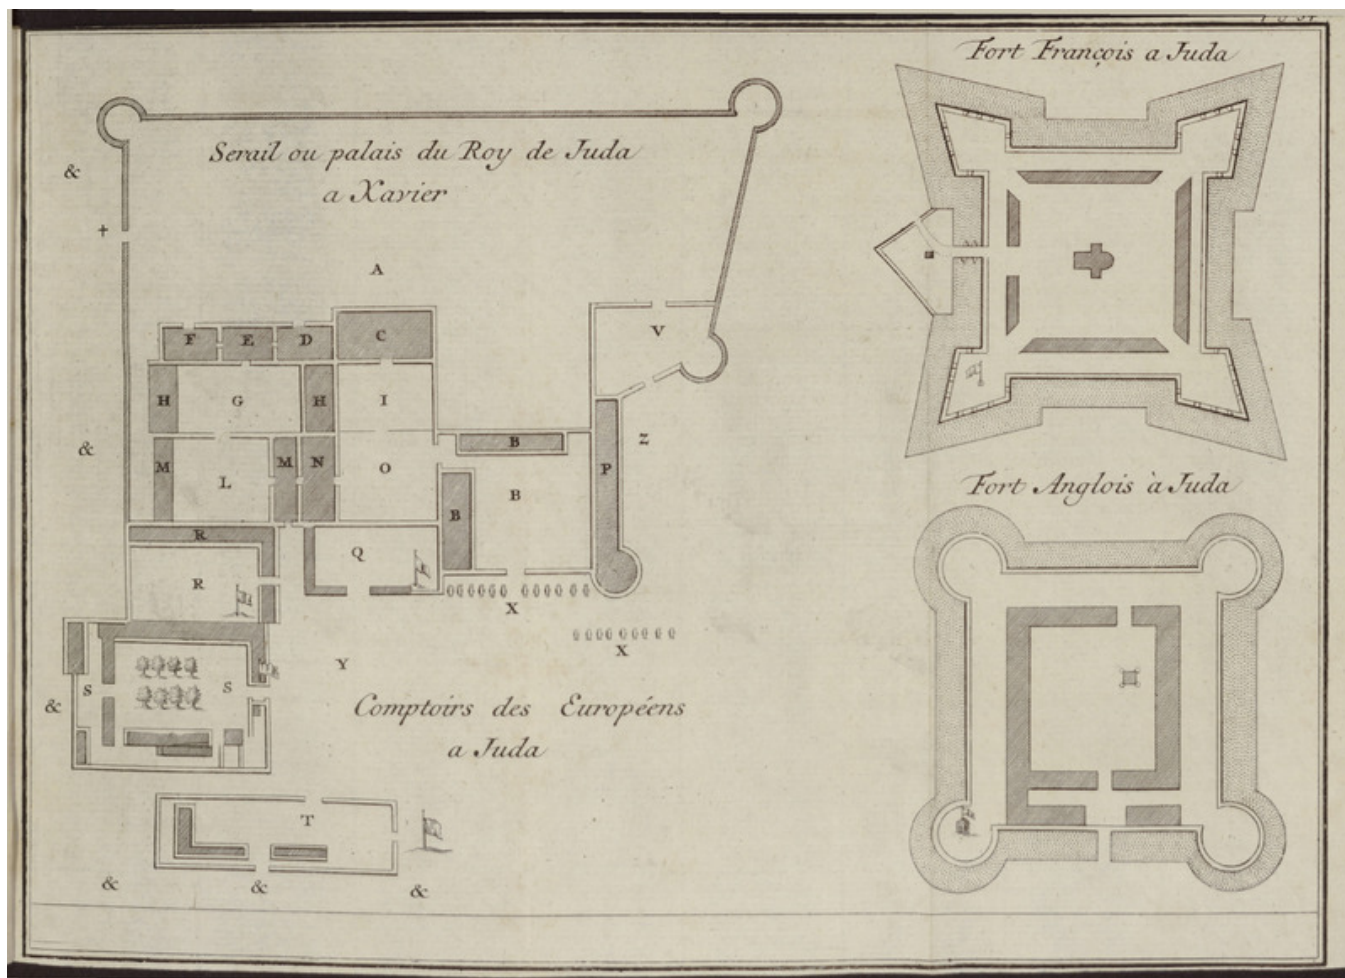 Serail ou palais du Roy de Juda
a Xavier
&
†
A
F E D C
V
H G H I
&
B
Z
M M N O
L
P
B
B
R
Q
R
X
X
Y
S S
&
Comptoirs des Européens
a Juda
T
& & &
Fort François a Juda
Fort Anglois à Juda